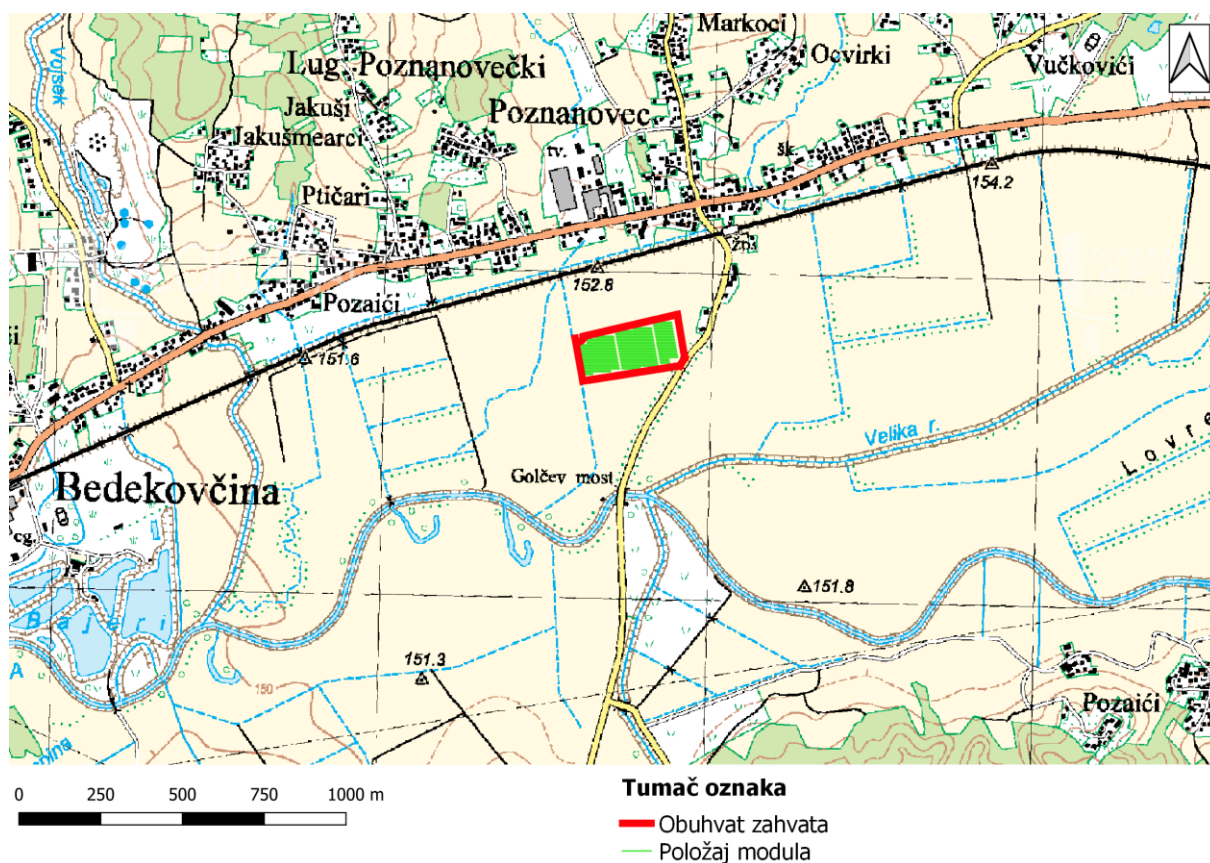 Markoci
Ocvirki
Vučkovići
Vojsek
Lug Poznanovečki
Jakuši
Jakušmearci
Poznanovec
tv.
šk.
154.2
Ptičari
žps.
152.8
Pozaići
151.6
Velika r.
Lovre
Bedekovčina
Golčev most
cg.
Bajeri
151.8
A
151.3
150
Pozaići
0 250 500 750 1000 m
Tumač oznaka
Obuhvat zahvata
Položaj modula